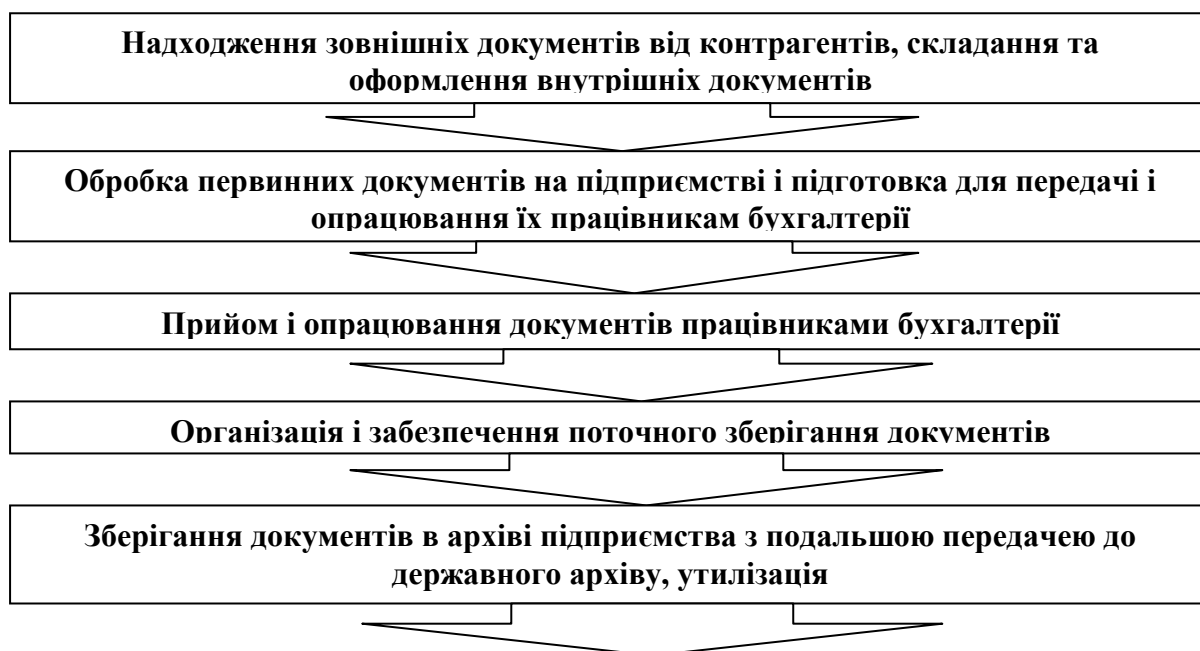 Надходження зовнішніх документів від контрагентів, складання та
оформлення внутрішніх документів
Обробка первинних документів на підприємстві і підготовка для передачі і
опрацювання їх працівникам бухгалтерії
Прийом і опрацювання документів працівниками бухгалтерії
Організація і забезпечення поточного зберігання документів
Зберігання документів в архіві підприємства з подальшою передачею до
державного архіву, утилізація